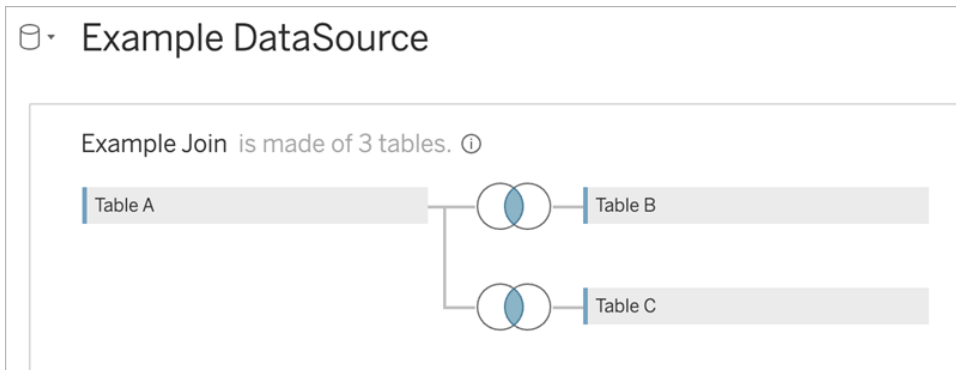 Example DataSource
Example Join is made of 3 tables.
Table A
Table B
Table C